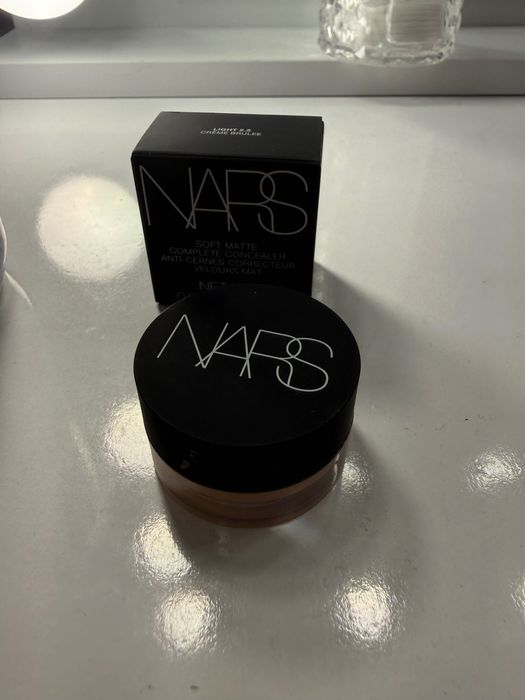 LIGHT 2.5
CRÈME BRULEE
NARS
SOFT MATTE
COMPLETE CONCEALER
ANTI-CERNES CORRECTEUR
VELOURS MAT
NARS